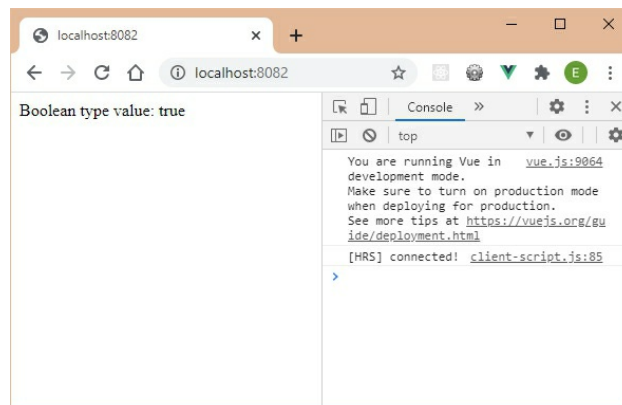 localhost:8082
localhost:8082
E
Boolean type value: true
Console »
top
You are running Vue in vue.js:9064
development mode.
Make sure to turn on production mode
when deploying for production.
See more tips at https://vuejs.org/gu
ide/deployment.html
[HRS] connected! client-script.js:85